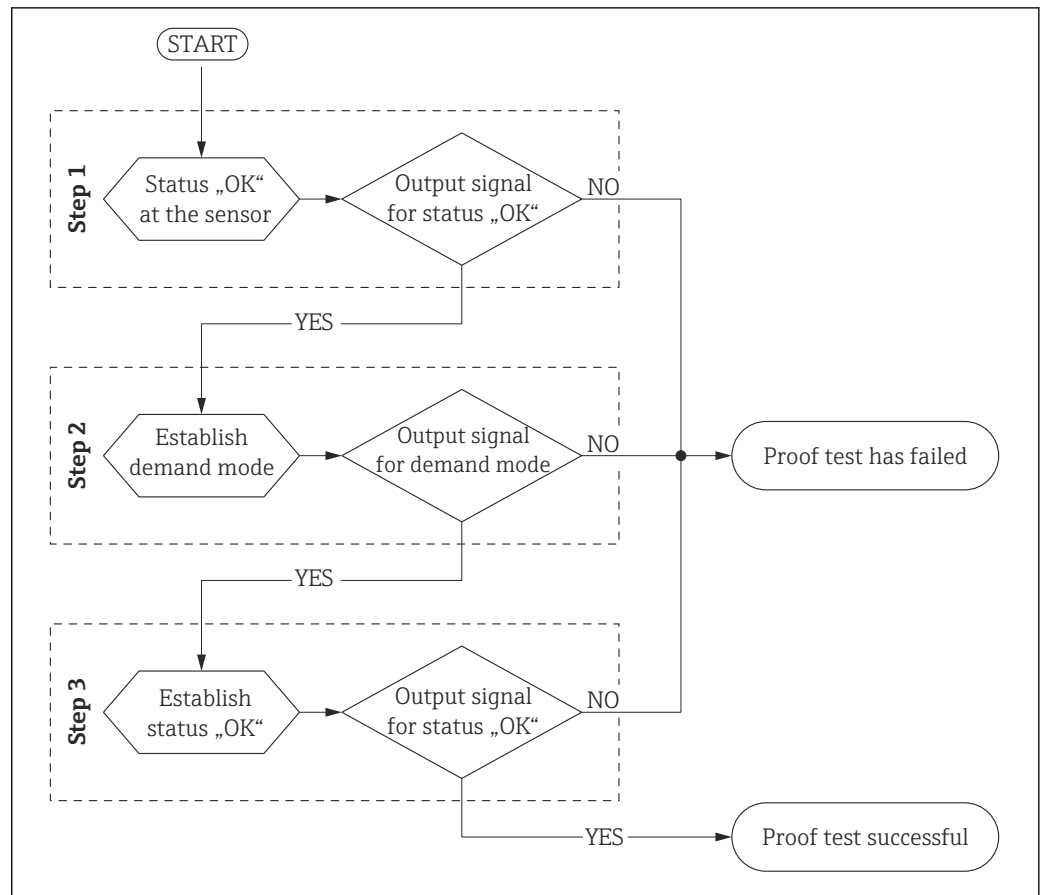 START
Step 1
Status „OK“
at the sensor
Output signal
for status „OK“
NO
YES
Step 2
Establish
demand mode
Output signal
for demand mode
NO
Proof test has failed
YES
Step 3
Establish
status „OK“
Output signal
for status „OK“
NO
YES
Proof test successful